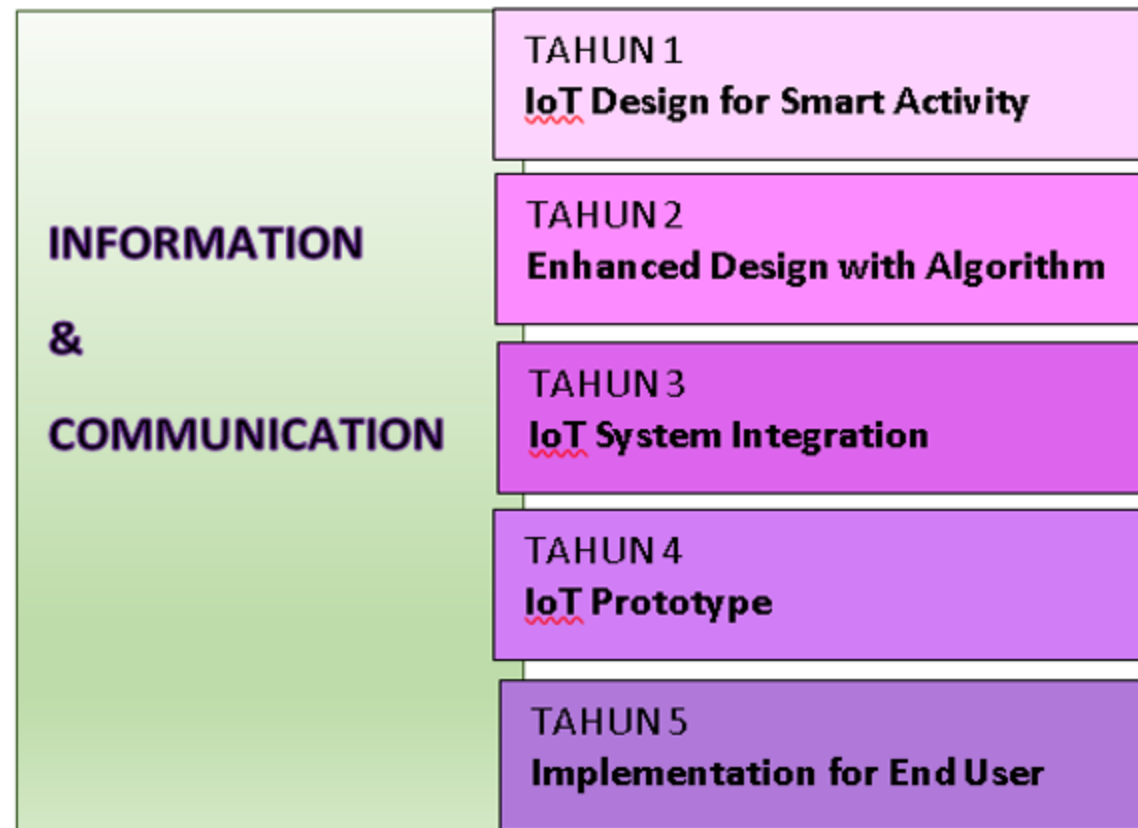 INFORMATION
&
COMMUNICATION
TAHUN 1
IoT Design for Smart Activity
TAHUN 2
Enhanced Design with Algorithm
TAHUN 3
IoT System Integration
TAHUN 4
IoT Prototype
TAHUN 5
Implementation for End User